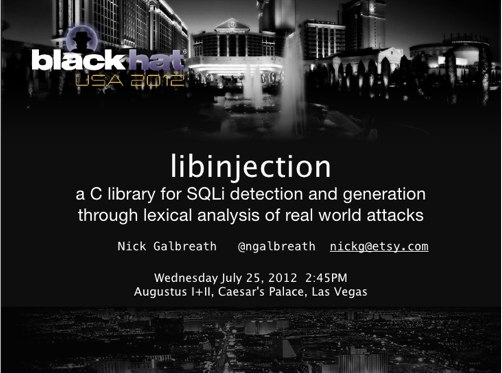 blackhat®
USA 2012
libinjection
a C library for SQLi detection and generation
through lexical analysis of real world attacks
Nick Galbreath @ngalbreath nickg@etsy.com
Wednesday July 25, 2012 2:45PM
Augustus I+II, Caesar's Palace, Las Vegas